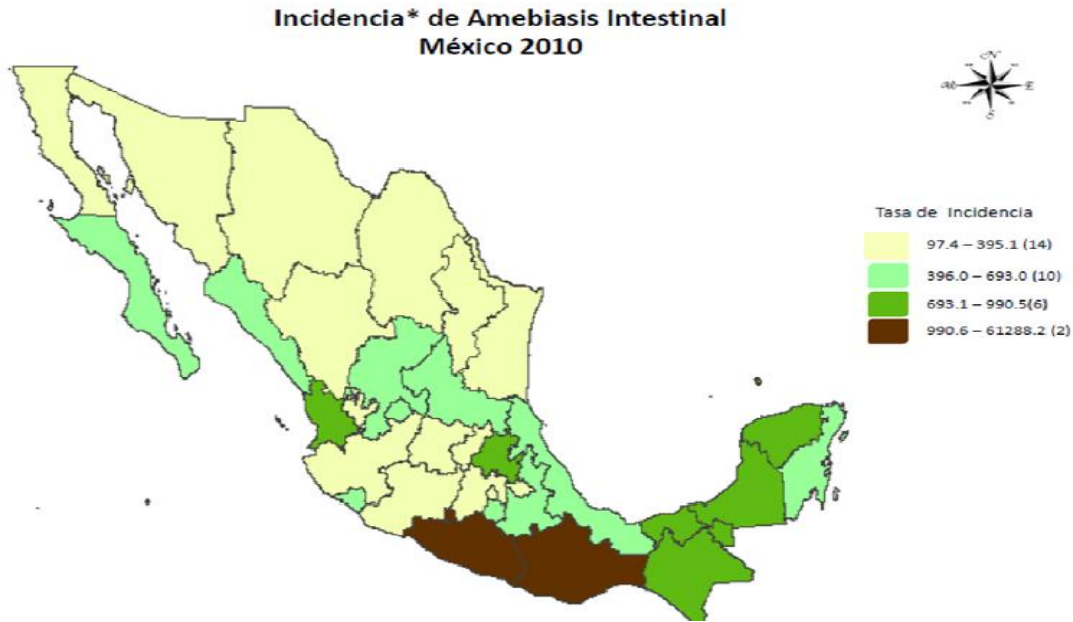 Incidencia* de Amebiasis Intestinal
México 2010
N
E
S
Tasa de Incidencia
97.4 – 395.1 (14)
396.0 – 693.0 (10)
693.1 – 990.5(6)
990.6 – 61288.2 (2)